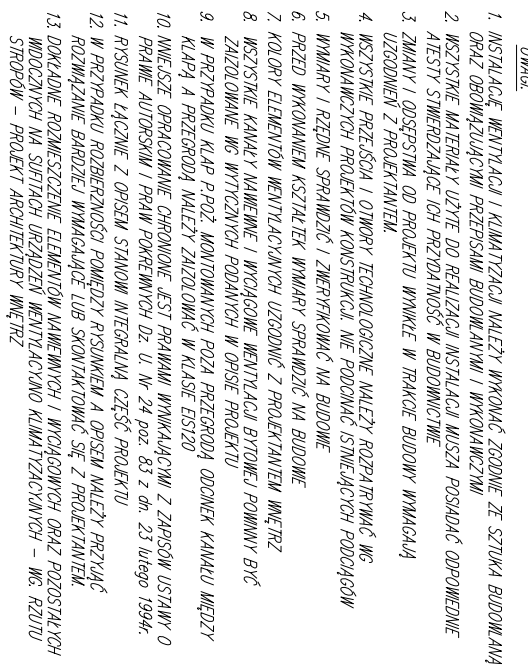 UWAGI:
1. INSTALACJĘ WENTYLACJI I KLIMATYZACJI NALEŻY WYKONAĆ ZGODNIE ZE SZTUKA BUDOWLANĄ
ORAZ OBOWIĄZUJĄCYMI PRZEPISAMI BUDOWLANYMI I WYKONAWCZYMI
2. WSZYSTKIE MATERIAŁY UŻYTE DO REALIZACJI INSTALACJI MUSZA POSIADAĆ ODPOWIEDNIE
ATESTY STWIERDZAJĄCE ICH PRZYDATNOŚĆ W BUDOWNICTWIE
3. ZMIANY I ODSĘPSTWA OD PROJEKTU WYNIKŁE W TRAKCIE BUDOWY WYMAGAJĄ
UZGODNIEŃ Z PROJEKTANTEM.
4. WSZYSTKIE PRZEJŚCIA I OTWORY TECHNOLOGICZNE NALEŻY ROZPATRYWAĆ WG
WYKONAWCZYCH PROJEKTÓW KONSTRUKCJI. NIE PODCINAĆ ISTNIEJĄCYCH PODCIĄGÓW
5. WYMIARY I RZĘDNE SPRAWDZIĆ I ZWERYFIKOWAĆ NA BUDOWIE
6. PRZED WYKONANIEM KSZTAŁTEK WYMIARY SPRAWDZIĆ NA BUDOWIE
7. KOLORY ELEMENTÓW WENTYLACYJNYCH UZGODNIĆ Z PROJEKTANTEM WNĘTRZ
8. WSZYSTKIE KANAŁY NAWIEWNE I WYCIĄGOWE WENTYLACJI BYTOWEJ POWINNY BYĆ
ZAIZOLOWANE WG WYTYCZNYCH PODANYCH W OPISIE PROJEKTU
9. W PRZYPADKU KLAP P.POŻ. MONTOWANYCH POZA PRZEGRODĄ ODCINEK KANAŁU MIĘDZY
KLAPĄ A PRZEGRODĄ NALEŻY ZAIZOLOWAĆ W KLASIE EIS120
10. NINIEJSZE OPRACOWANIE CHRONIONE JEST PRAWAMI WYNIKAJĄCYMI Z ZAPISÓW USTAWY O
PRAWIE AUTORSKIM I PRAW POKREWNYCH Dz. U. Nr 24 poz. 83 z dn. 23 lutego 1994r.
11. RYSUNEK ŁĄCZNIE Z OPISEM STANOWI INTEGRALNĄ CZĘŚĆ PROJEKTU
12. W PRZYPADKU ROZBIERZNOŚCI POMIĘDZY RYSUNKIEM A OPISEM NALEŻY PRZYJĄĆ
ROZWIĄZANIE BARDZIEJ WYMAGAJĄCE LUB SKONTAKTOWAĆ SIĘ Z PROJEKTANTEM.
13. DOKŁADNE ROZMIESZCZENIE ELEMENTÓW NAWIEWNYCH I WYCIĄGOWYCH ORAZ POZOSTAŁYCH
WIDOCZNYCH NA SUFITACH URZĄDZEŃ WENTYLACYJNO KLIMATYZACYJNYCH – WG. RZUTU
STROPÓW – PROJEKT ARCHITEKTURY WNĘTRZ